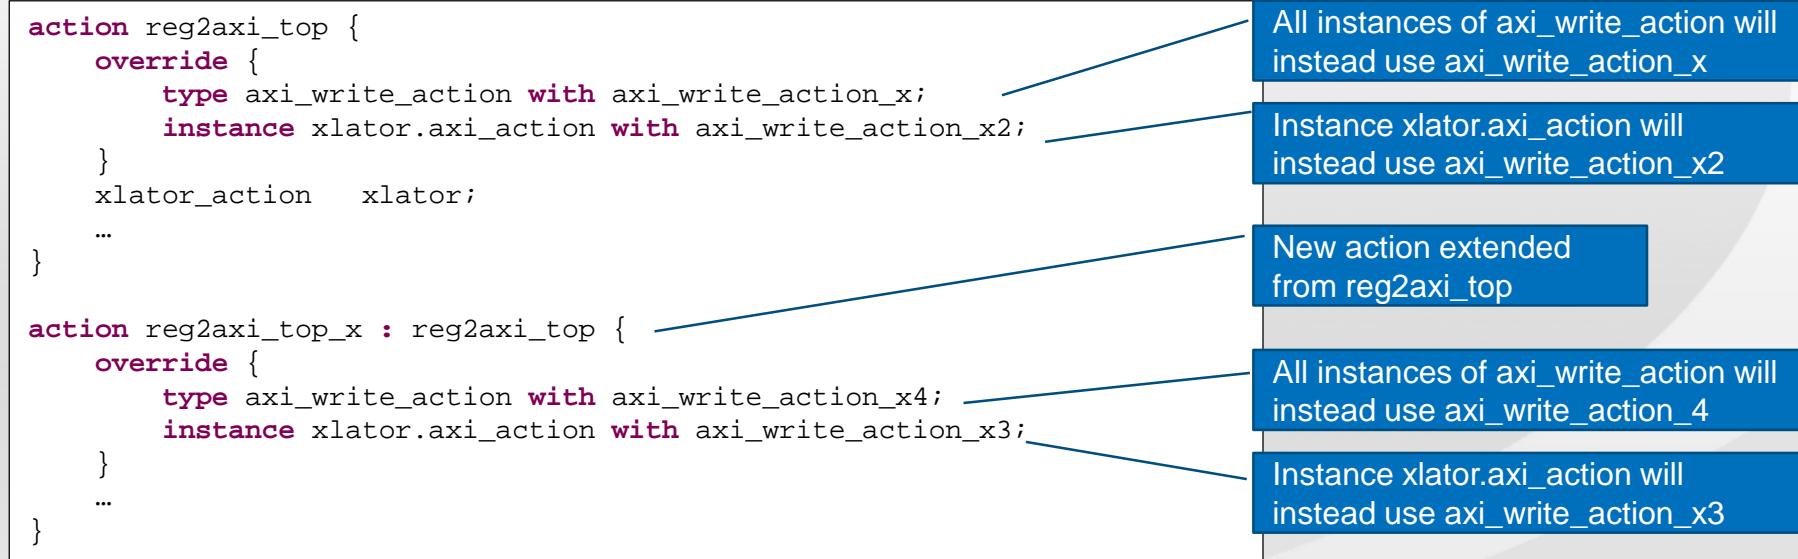 action reg2axi_top {
    override {
        type axi_write_action with axi_write_action_x;
        instance xlator.axi_action with axi_write_action_x2;
    }
    xlator_action   xlator;
    …
}
action reg2axi_top_x : reg2axi_top {
    override {
        type axi_write_action with axi_write_action_x4;
        instance xlator.axi_action with axi_write_action_x3;
    }
    …
}
All instances of axi_write_action will
instead use axi_write_action_x
Instance xlator.axi_action will
instead use axi_write_action_x2
New action extended
from reg2axi_top
All instances of axi_write_action will
instead use axi_write_action_4
Instance xlator.axi_action will
instead use axi_write_action_x3